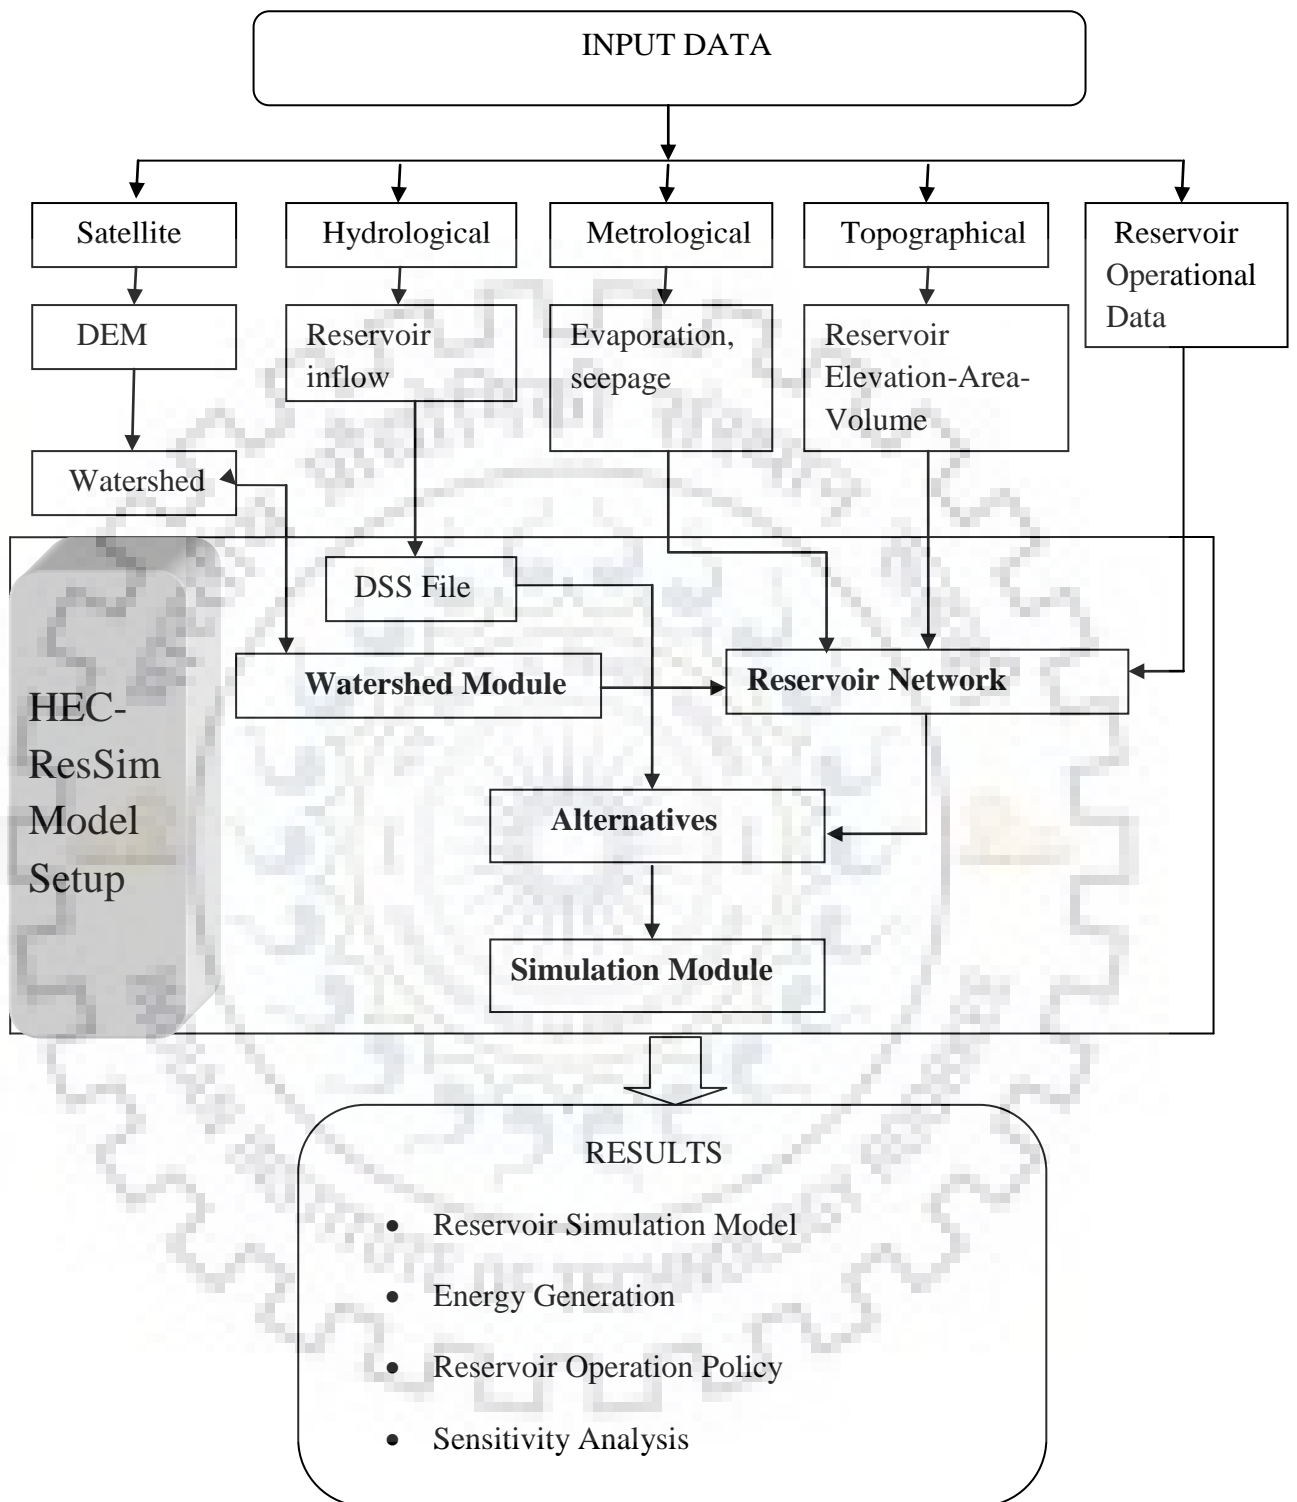 INPUT DATA
Satellite
Hydrological
Metrological
Topographical
Reservoir
Operational
Data
DEM
Reservoir
inflow
Evaporation,
seepage
Reservoir
Elevation-Area-
Volume
Watershed
DSS File
Watershed Module
Reservoir Network
HEC-
ResSim
Model
Setup
Alternatives
Simulation Module
RESULTS
• Reservoir Simulation Model
• Energy Generation
• Reservoir Operation Policy
• Sensitivity Analysis